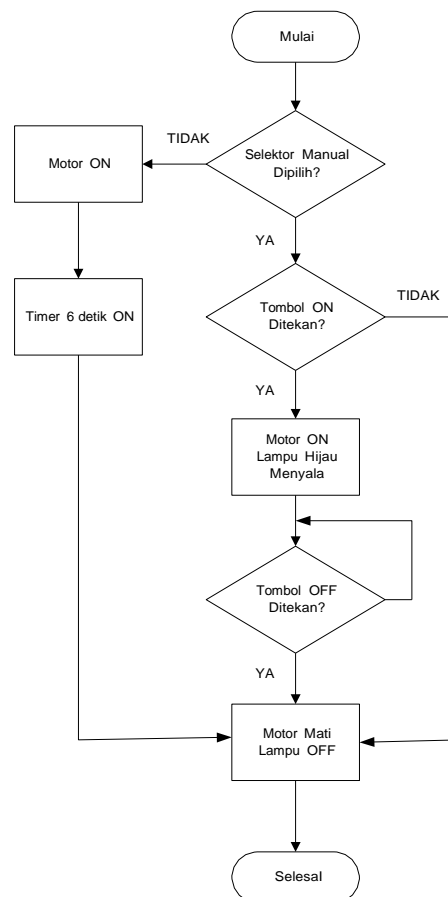 Mulai
TIDAK
Motor ON
Selektor Manual
Dipilih?
YA
Timer 6 detik ON
Tombol ON
Ditekan?
TIDAK
YA
Motor ON
Lampu Hijau
Menyala
Tombol OFF
Ditekan?
YA
Motor Mati
Lampu OFF
Selesal